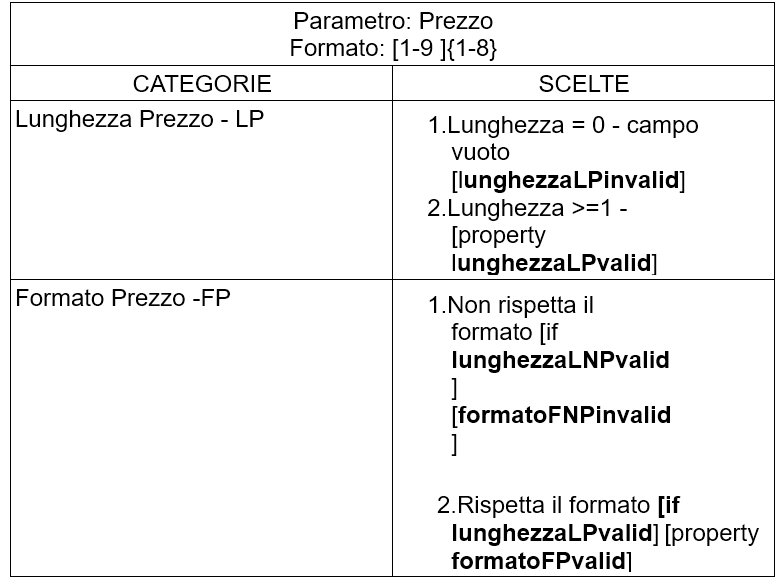 Parametro: Prezzo
Formato: [1-9 ]{1-8}
CATEGORIE
SCELTE
Lunghezza Prezzo - LP
1.Lunghezza = 0 - campo
vuoto
[lunghezzaLPinvalid]
2.Lunghezza >=1 -
[property
lunghezzaLPvalid]
Formato Prezzo -FP
1.Non rispetta il
formato [if
lunghezzaLNPvalid
]
[formatoFNPinvalid
]
2.Rispetta il formato [if
lunghezzaLPvalid] [property
formatoFPvalid]